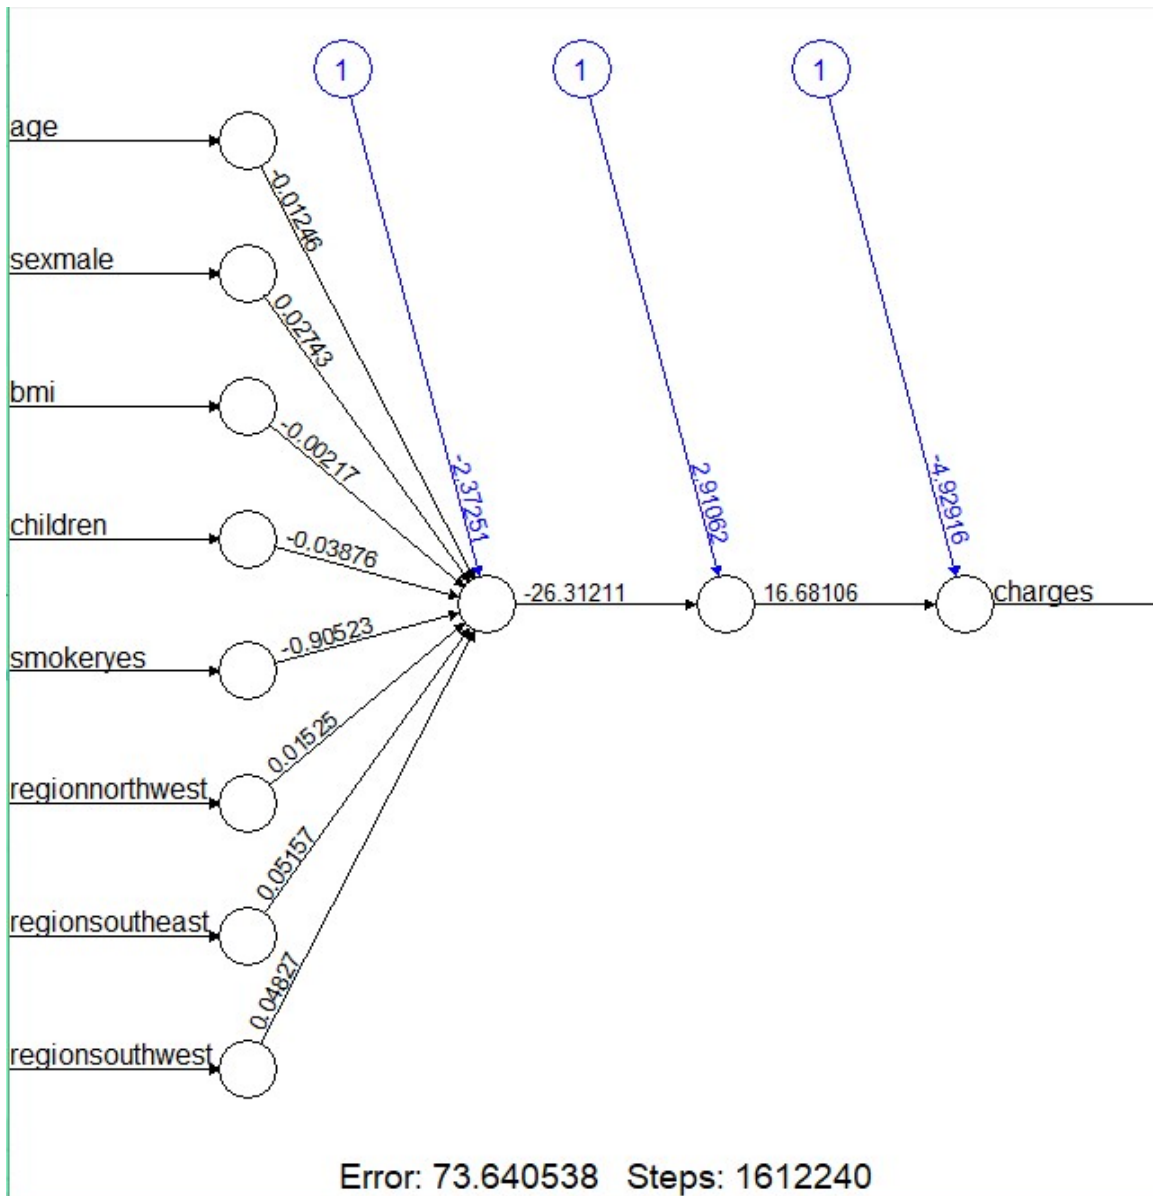 1 1 1
age
-0.01246
sexmale
0.02743
bmi
-0.00217
-2.37251 2.91062 -4.92916
children
-0.03876
-26.31211 16.68106 charges
-0.90523
smokeryes
0.01525
regionnorthwest
0.05157
regionsoutheast
0.04827
regionsouthwest
Error: 73.640538 Steps: 1612240